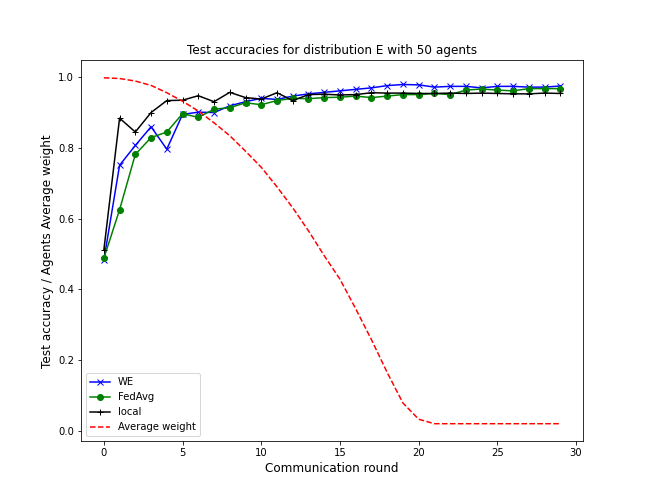 Test accuracies for distribution E with 50 agents
Test accuracy / Agents Average weight
1.0
0.8
0.6
0.4
0.2
0.0
WE
FedAvg
local
Average weight
0 5 10 15 20 25 30
Communication round